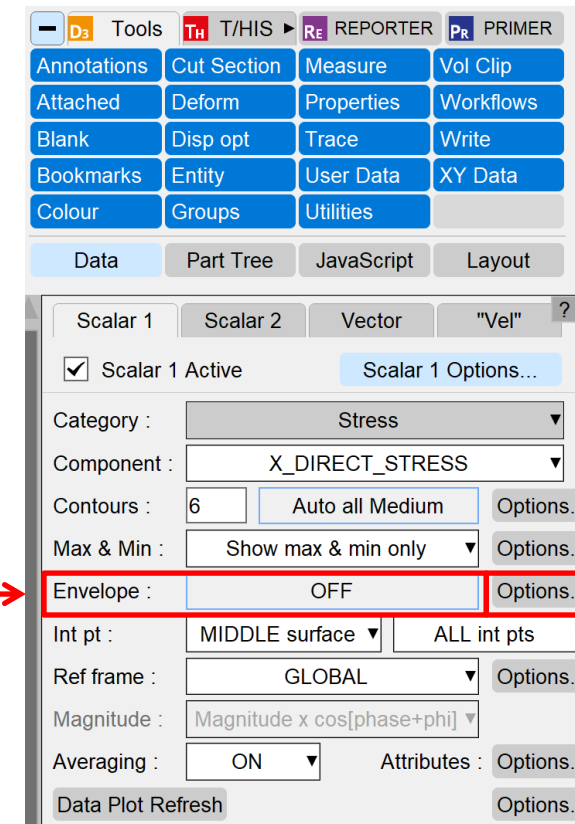 D3 Tools TH T/HIS RE REPORTER PR PRIMER
Annotations Cut Section Measure Vol Clip
Attached Deform Properties Workflows
Blank Disp opt Trace Write
Bookmarks Entity User Data XY Data
Colour Groups Utilities
Data Part Tree JavaScript Layout
Scalar 1 Scalar 2 Vector "Vel" ?
Scalar 1 Active Scalar 1 Options...
Category : Stress
Component : X_DIRECT_STRESS
Contours : 6 Auto all Medium Options.
Max & Min : Show max & min only Options.
Envelope : OFF Options.
Int pt : MIDDLE surface ALL int pts
Ref frame : GLOBAL Options.
Magnitude : Magnitude x cos[phase+phi]
Averaging : ON Attributes : Options.
Data Plot Refresh Options.